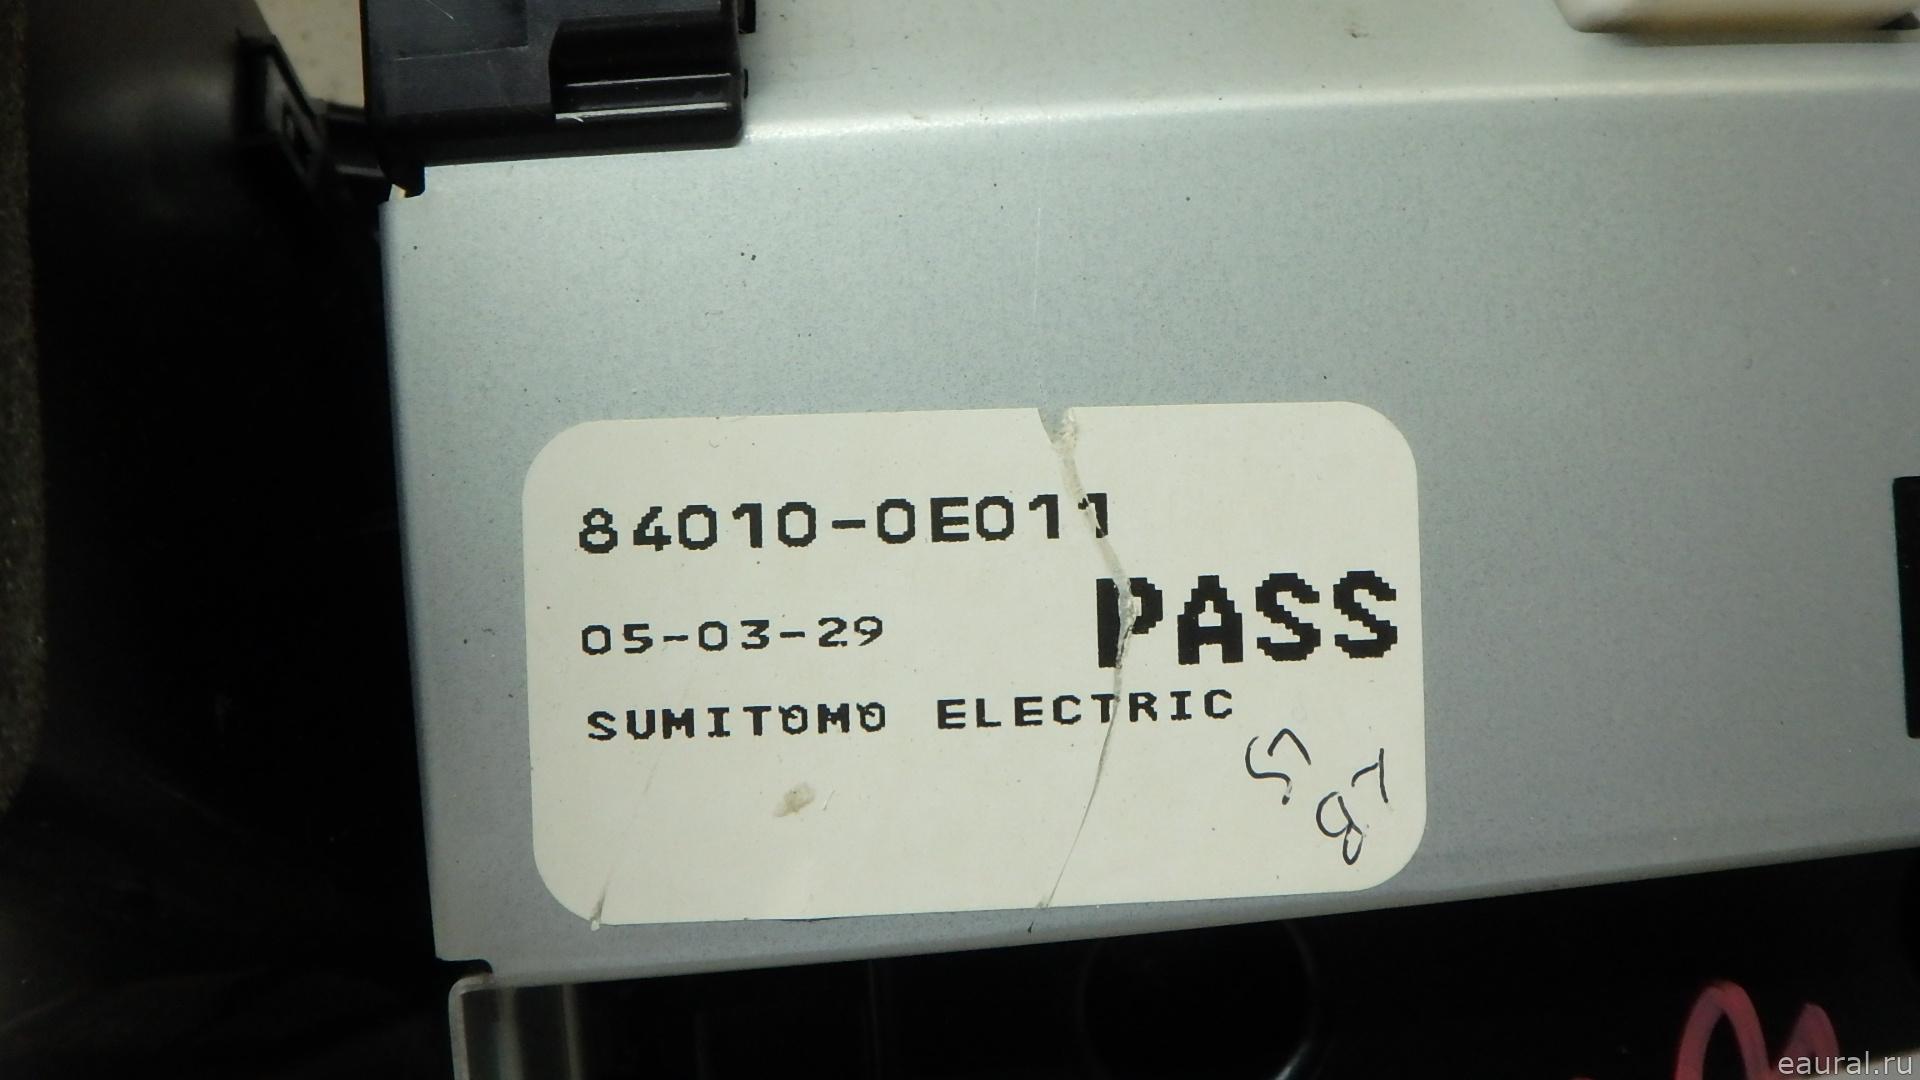 84010-0E011
PASS
05-03-29
SUMITOMO ELECTRIC
eaural.ru